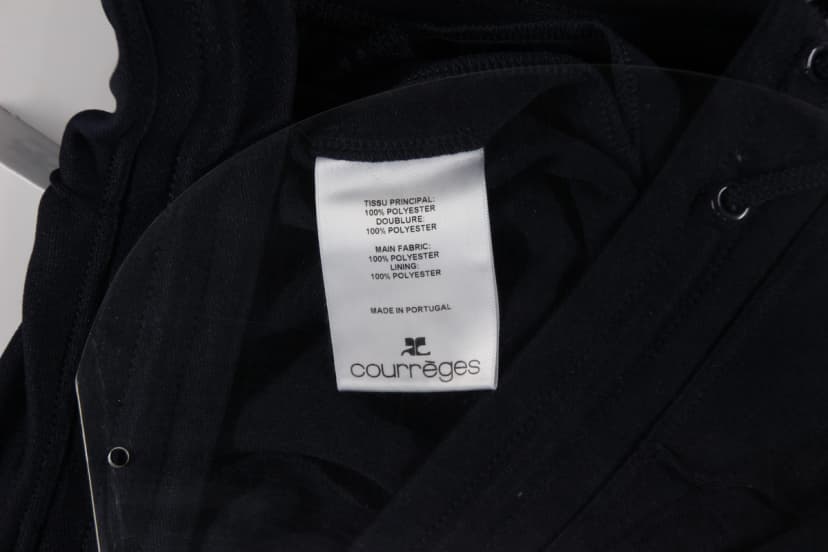 TISSU PRINCIPAL:
100% POLYESTER
DOUBLURE:
100% POLYESTER
MAIN FABRIC:
100% POLYESTER
LINING:
100% POLYESTER
MADE IN PORTUGAL
courrèges